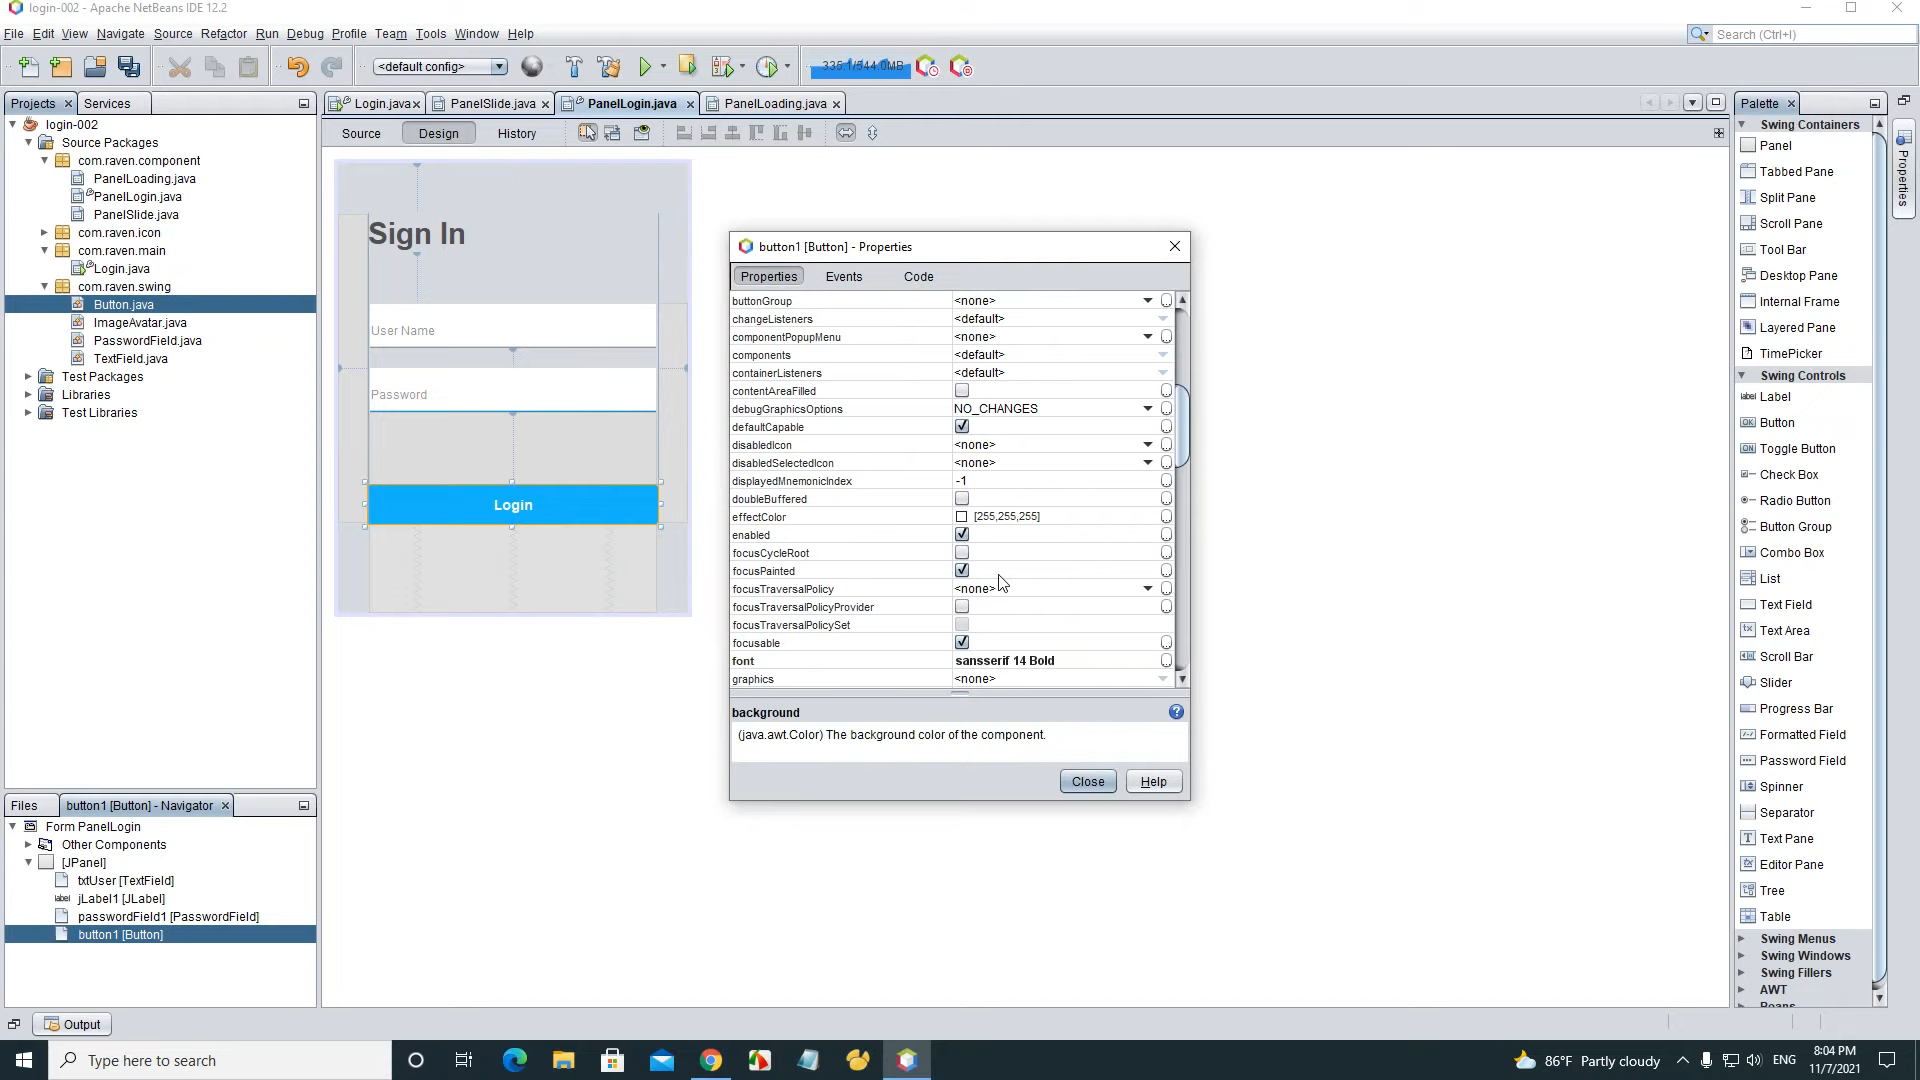 login-002 - Apache NetBeans IDE 12.2
File Edit View Navigate Source Refactor Run Debug Profile Team Tools Window Help
Search (Ctrl+I)
<default config>
335.1/544.0MB
Projects Services
login-002
Source Packages
com.raven.component
PanelLoading.java
PanelLogin.java
PanelSlide.java
com.raven.icon
com.raven.main
Login.java
com.raven.swing
Button.java
ImageAvatar.java
PasswordField.java
TextField.java
Test Packages
Libraries
Test Libraries
Files button1 [Button] - Navigator
Form PanelLogin
Other Components
[JPanel]
txtUser [TextField]
label jLabel1 [JLabel]
passwordField1 [PasswordField]
button1 [Button]
Output
Login.java PanelSlide.java PanelLogin.java PanelLoading.java
Source Design History
Sign In
User Name
Password
Login
button1 [Button] - Properties
Properties Events Code
buttonGroup <none>
changeListeners <default>
componentPopupMenu <none>
components <default>
containerListeners <default>
contentAreaFilled
debugGraphicsOptions NO_CHANGES
defaultCapable
disabledIcon <none>
disabledSelectedIcon <none>
displayedMnemonicIndex -1
doubleBuffered
effectColor [255,255,255]
enabled
focusCycleRoot
focusPainted
focusTraversalPolicy <none>
focusTraversalPolicyProvider
focusTraversalPolicySet
focusable
font sansserif 14 Bold
graphics <none>
background
(java.awt.Color) The background color of the component.
Close Help
Palette
Swing Containers
Panel
Tabbed Pane
Split Pane
Scroll Pane
Tool Bar
Desktop Pane
Internal Frame
Layered Pane
TimePicker
Swing Controls
label Label
OK Button
ON Toggle Button
Check Box
Radio Button
Button Group
Combo Box
List
Text Field
Text Area
Scroll Bar
Slider
Progress Bar
Formatted Field
Password Field
Spinner
Separator
Text Pane
Editor Pane
Tree
Table
Swing Menus
Swing Windows
Swing Fillers
AWT
Beans
Properties
Type here to search
86°F Partly cloudy
ENG
8:04 PM
11/7/2021